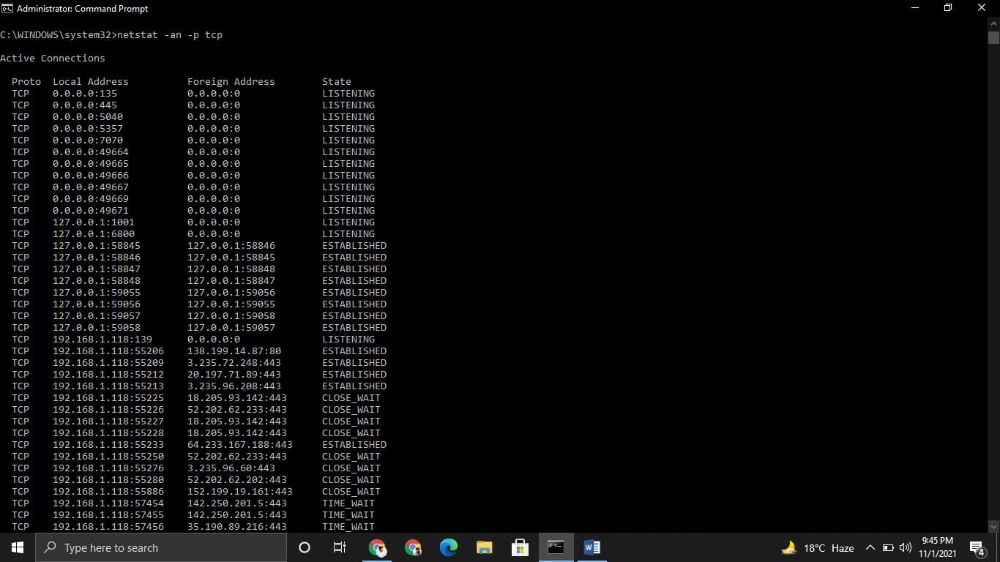 Administrator: Command Prompt
C:\WINDOWS\system32>netstat -an -p tcp
Active Connections
Proto  Local Address          Foreign Address        State
TCP    0.0.0.0:135            0.0.0.0:0              LISTENING
TCP    0.0.0.0:445            0.0.0.0:0              LISTENING
TCP    0.0.0.0:5040           0.0.0.0:0              LISTENING
TCP    0.0.0.0:5357           0.0.0.0:0              LISTENING
TCP    0.0.0.0:7070           0.0.0.0:0              LISTENING
TCP    0.0.0.0:49664          0.0.0.0:0              LISTENING
TCP    0.0.0.0:49665          0.0.0.0:0              LISTENING
TCP    0.0.0.0:49666          0.0.0.0:0              LISTENING
TCP    0.0.0.0:49667          0.0.0.0:0              LISTENING
TCP    0.0.0.0:49669          0.0.0.0:0              LISTENING
TCP    0.0.0.0:49671          0.0.0.0:0              LISTENING
TCP    127.0.0.1:1001         0.0.0.0:0              LISTENING
TCP    127.0.0.1:6800         0.0.0.0:0              LISTENING
TCP    127.0.0.1:58845        127.0.0.1:58846        ESTABLISHED
TCP    127.0.0.1:58846        127.0.0.1:58845        ESTABLISHED
TCP    127.0.0.1:58847        127.0.0.1:58848        ESTABLISHED
TCP    127.0.0.1:58848        127.0.0.1:58847        ESTABLISHED
TCP    127.0.0.1:59055        127.0.0.1:59056        ESTABLISHED
TCP    127.0.0.1:59056        127.0.0.1:59055        ESTABLISHED
TCP    127.0.0.1:59057        127.0.0.1:59058        ESTABLISHED
TCP    127.0.0.1:59058        127.0.0.1:59057        ESTABLISHED
TCP    192.168.1.118:139      0.0.0.0:0              LISTENING
TCP    192.168.1.118:55206    138.199.14.87:80       ESTABLISHED
TCP    192.168.1.118:55209    3.235.72.248:443       ESTABLISHED
TCP    192.168.1.118:55212    20.197.71.89:443       ESTABLISHED
TCP    192.168.1.118:55213    3.235.96.208:443       ESTABLISHED
TCP    192.168.1.118:55225    18.205.93.142:443      CLOSE_WAIT
TCP    192.168.1.118:55226    52.202.62.233:443      CLOSE_WAIT
TCP    192.168.1.118:55227    18.205.93.142:443      CLOSE_WAIT
TCP    192.168.1.118:55228    18.205.93.142:443      CLOSE_WAIT
TCP    192.168.1.118:55233    64.233.167.188:443     ESTABLISHED
TCP    192.168.1.118:55250    52.202.62.233:443      CLOSE_WAIT
TCP    192.168.1.118:55276    3.235.96.60:443        CLOSE_WAIT
TCP    192.168.1.118:55280    52.202.62.202:443      CLOSE_WAIT
TCP    192.168.1.118:55886    152.199.19.161:443     CLOSE_WAIT
TCP    192.168.1.118:57454    142.250.201.5:443      TIME_WAIT
TCP    192.168.1.118:57455    142.250.201.5:443      TIME_WAIT
TCP    192.168.1.118:57456    35.190.89.216:443      TIME_WAIT
Type here to search
18°C Haze
9:45 PM
11/1/2021
4